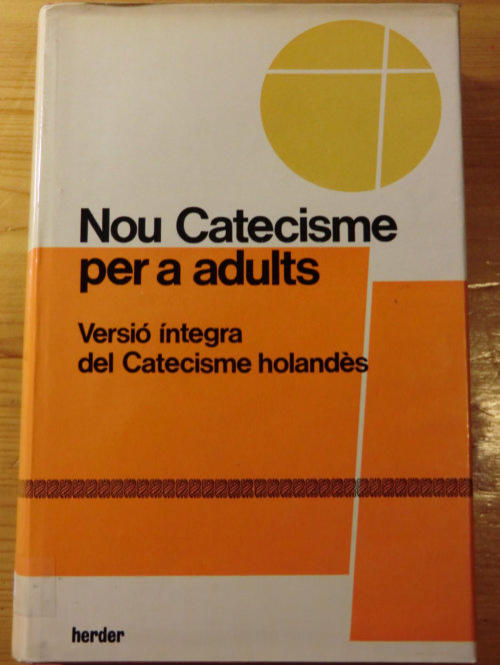 Nou Catecisme
per a adults
Versió íntegra
del Catecisme holandès
herder